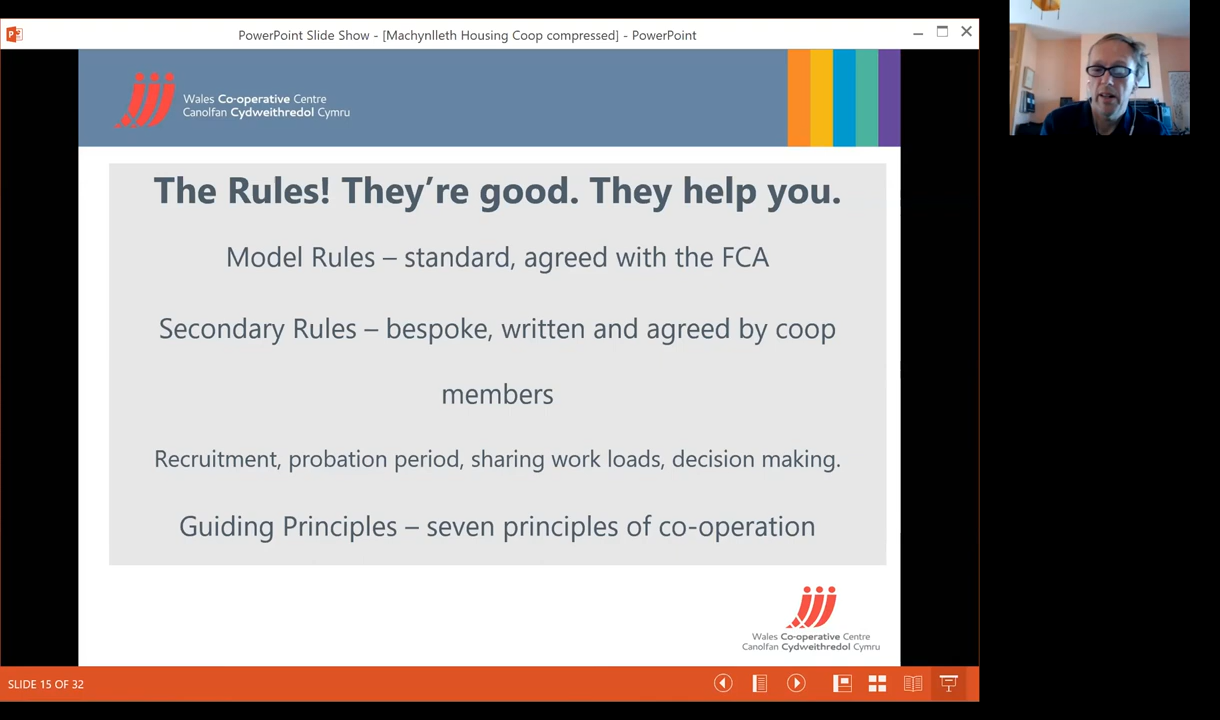 PowerPoint Slide Show - [Machynlleth Housing Coop compressed] - PowerPoint
Wales Co-operative Centre
Canolfan Cydweithredol Cymru
The Rules! They’re good. They help you.
Model Rules – standard, agreed with the FCA
Secondary Rules – bespoke, written and agreed by coop
members
Recruitment, probation period, sharing work loads, decision making.
Guiding Principles – seven principles of co-operation
Wales Co-operative Centre
Canolfan Cydweithredol Cymru
SLIDE 15 OF 32